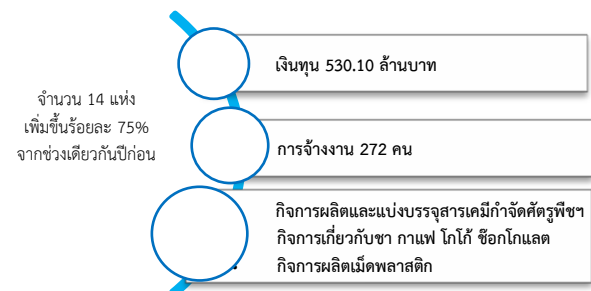 จำนวน 14 แห่ง
เพิ่มขึ้นร้อยละ 75%
จากช่วงเดียวกันปีก่อน
เงินทุน 530.10 ล้านบาท
การจ้างงาน 272 คน
กิจการผลิตและแบ่งบรรจุสารเคมีกำจัดศัตรูพืชฯ
กิจการเกี่ยวกับชา กาแฟ โกโก้ ช็อกโกแลต
กิจการผลิตเม็ดพลาสติก